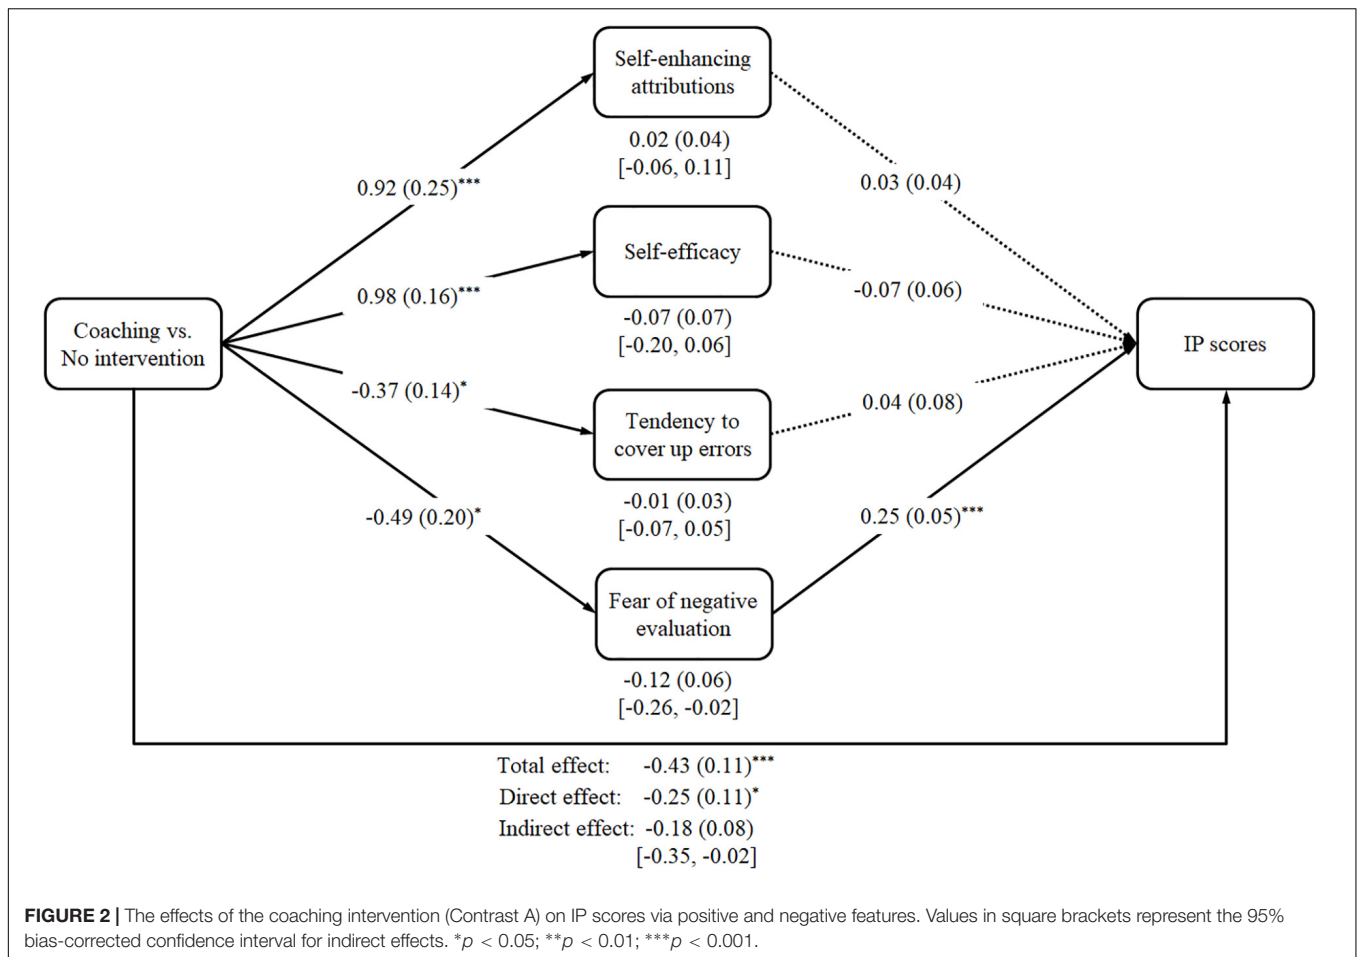 Self-enhancing
attributions
0.02 (0.04)
[-0.06, 0.11]
0.92 (0.25)***
0.03 (0.04)
Self-efficacy
0.98 (0.16)***
-0.07 (0.06)
-0.07 (0.07)
[-0.20, 0.06]
Coaching vs.
No intervention
IP scores
-0.37 (0.14)*
0.04 (0.08)
Tendency to
cover up errors
-0.01 (0.03)
[-0.07, 0.05]
-0.49 (0.20)*
0.25 (0.05)***
Fear of negative
evaluation
-0.12 (0.06)
[-0.26, -0.02]
Total effect: -0.43 (0.11)***
Direct effect: -0.25 (0.11)*
Indirect effect: -0.18 (0.08)
[-0.35, -0.02]
FIGURE 2 | The effects of the coaching intervention (Contrast A) on IP scores via positive and negative features. Values in square brackets represent the 95%
bias-corrected confidence interval for indirect effects. *p < 0.05; **p < 0.01; ***p < 0.001.